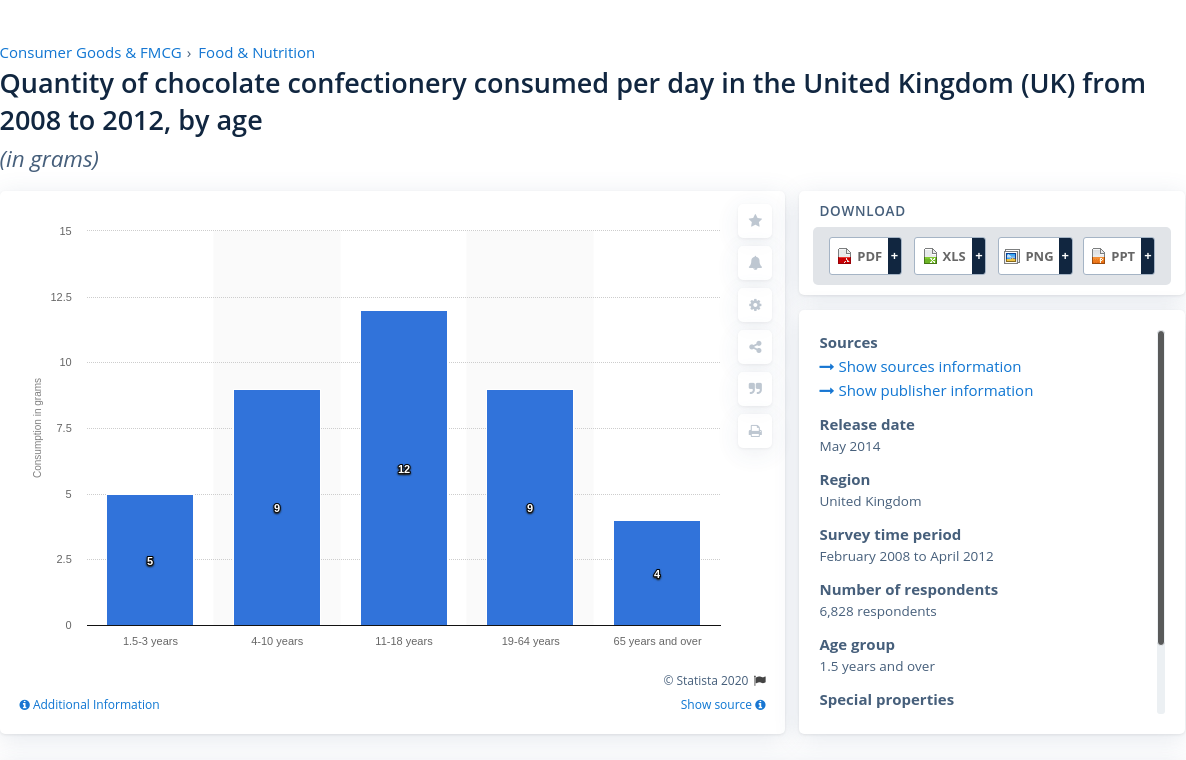 Consumer Goods & FMCG › Food & Nutrition
Quantity of chocolate confectionery consumed per day in the United Kingdom (UK) from
2008 to 2012, by age
(in grams)
15
12.5
10
7.5
5
2.5
0
Consumption in grams
5
9
12
9
4
1.5-3 years
4-10 years
11-18 years
19-64 years
65 years and over
© Statista 2020
Additional Information
Show source
DOWNLOAD
PDF +
XLS +
PNG +
PPT +
Sources
Show sources information
Show publisher information
Release date
May 2014
Region
United Kingdom
Survey time period
February 2008 to April 2012
Number of respondents
6,828 respondents
Age group
1.5 years and over
Special properties